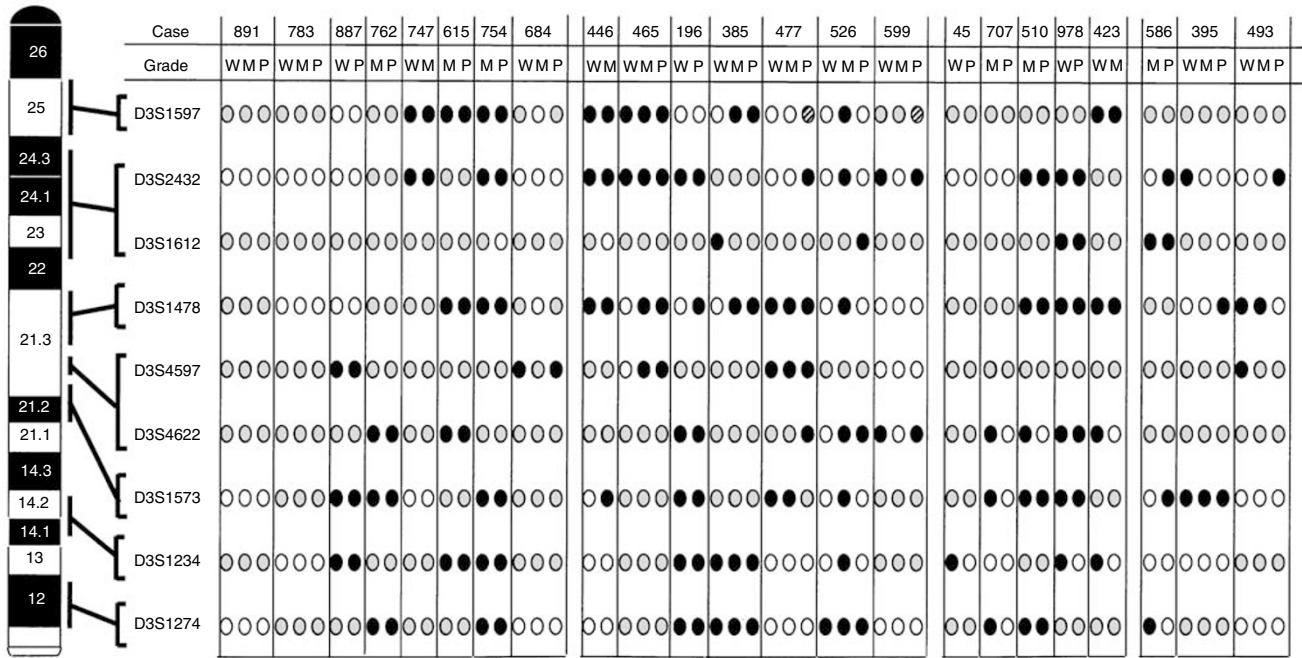 Case 891 783 887 762 747 615 754 684 446 465 196 385 477 526 599 45 707 510 978 423 586 395 493
Grade W M P W M P W P M P W M M P M P W M P W M W M P W P W M P W M P W M P W M P W P M P M P W P W M M P W M P W M P
26
25
24.3
24.1
23
22
21.3
21.2
21.1
14.3
14.2
14.1
13
12
D3S1597
D3S2432
D3S1612
D3S1478
D3S4597
D3S4622
D3S1573
D3S1234
D3S1274